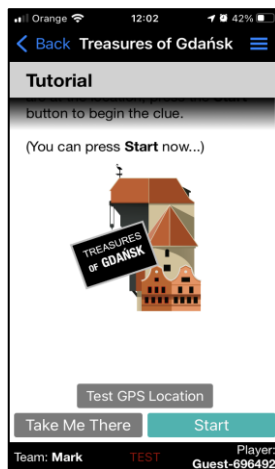 Orange 12:02 42%
Back Treasures of Gdańsk
Tutorial
button to begin the clue.
(You can press Start now...)
TREASURES
OF GDAŃSK
Test GPS Location
Take Me There Start
Team: Mark TEST Player:
Guest-696492